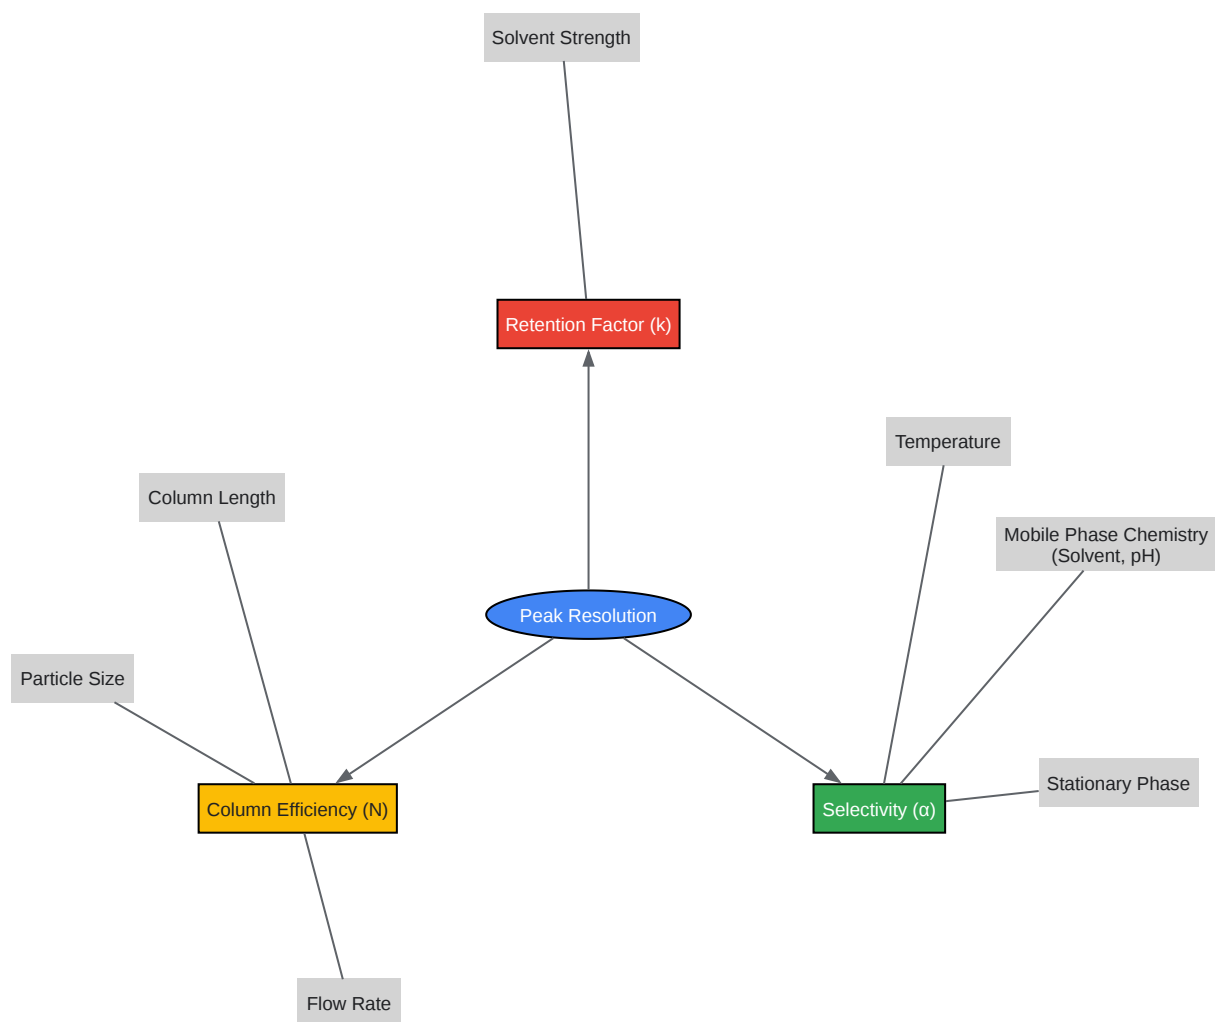 Solvent Strength
Retention Factor (k)
Temperature
Column Length
Mobile Phase Chemistry
(Solvent, pH)
Peak Resolution
Particle Size
Stationary Phase
Column Efficiency (N)
Selectivity (α)
Flow Rate